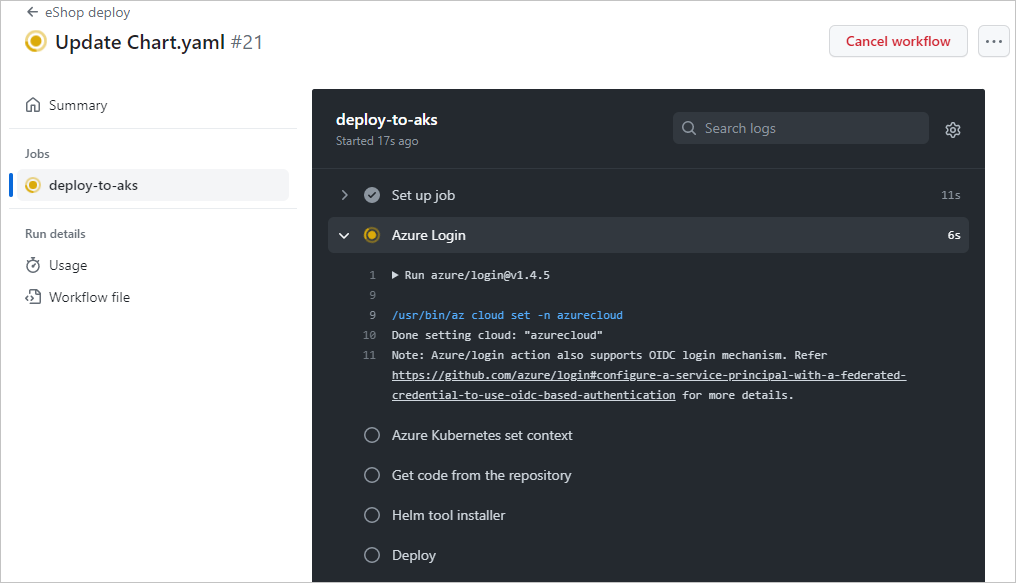 eShop deploy
Update Chart.yaml #21
Cancel workflow
...
Summary
Jobs
deploy-to-aks
Run details
Usage
Workflow file
deploy-to-aks
Started 17s ago
Search logs
Set up job 11s
Azure Login 6s
1 Run azure/login@v1.4.5
9
9 /usr/bin/az cloud set -n azurecloud
10 Done setting cloud: "azurecloud"
11 Note: Azure/login action also supports OIDC login mechanism. Refer
https://github.com/azure/login#configure-a-service-principal-with-a-federated-
credential-to-use-oidc-based-authentication for more details.
Azure Kubernetes set context
Get code from the repository
Helm tool installer
Deploy